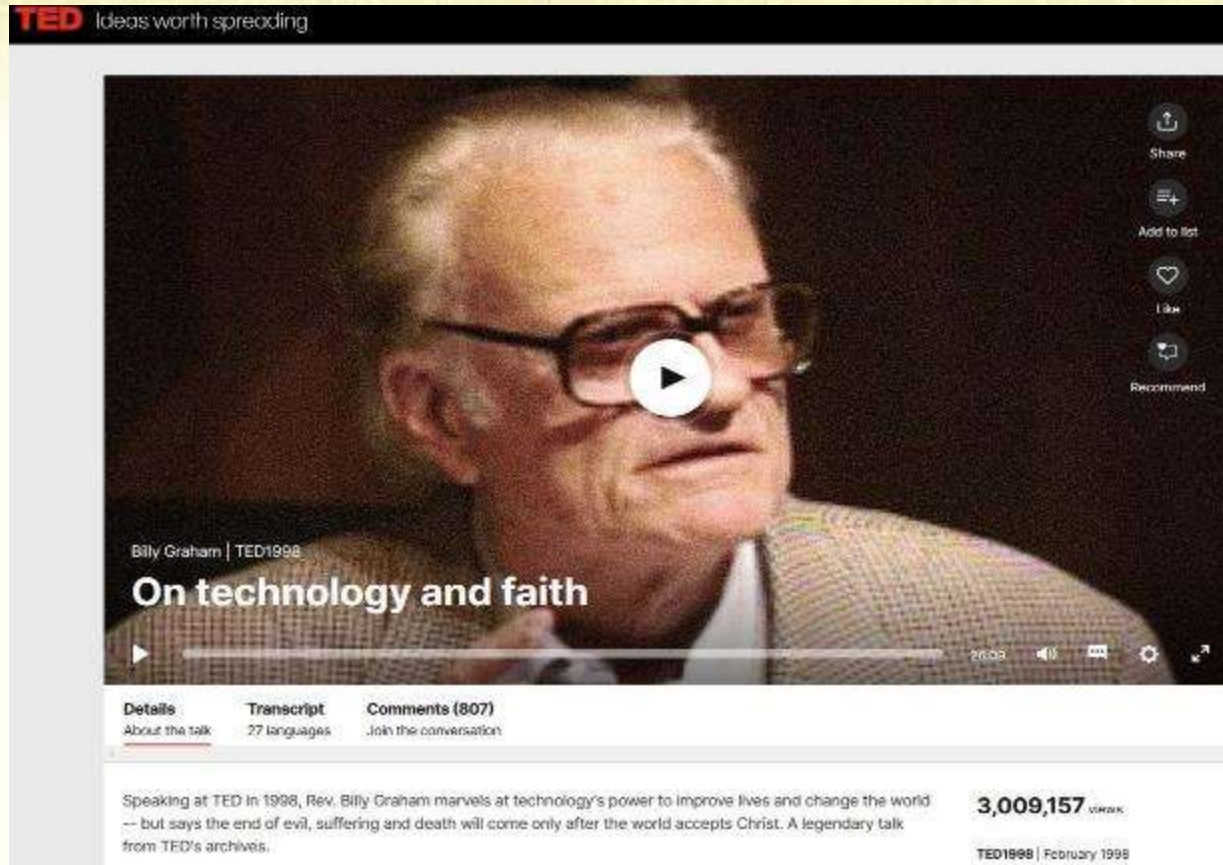 TED Ideas worth spreading
Share
Add to list
Like
Recommend
Billy Graham | TED1998
On technology and faith
26:09
Details
About the talk
Transcript
27 languages
Comments (807)
Join the conversation
Speaking at TED in 1998, Rev. Billy Graham marvels at technology's power to improve lives and change the world
-- but says the end of evil, suffering and death will come only after the world accepts Christ. A legendary talk
from TED's archives.
3,009,157 views
TED1998 | February 1998